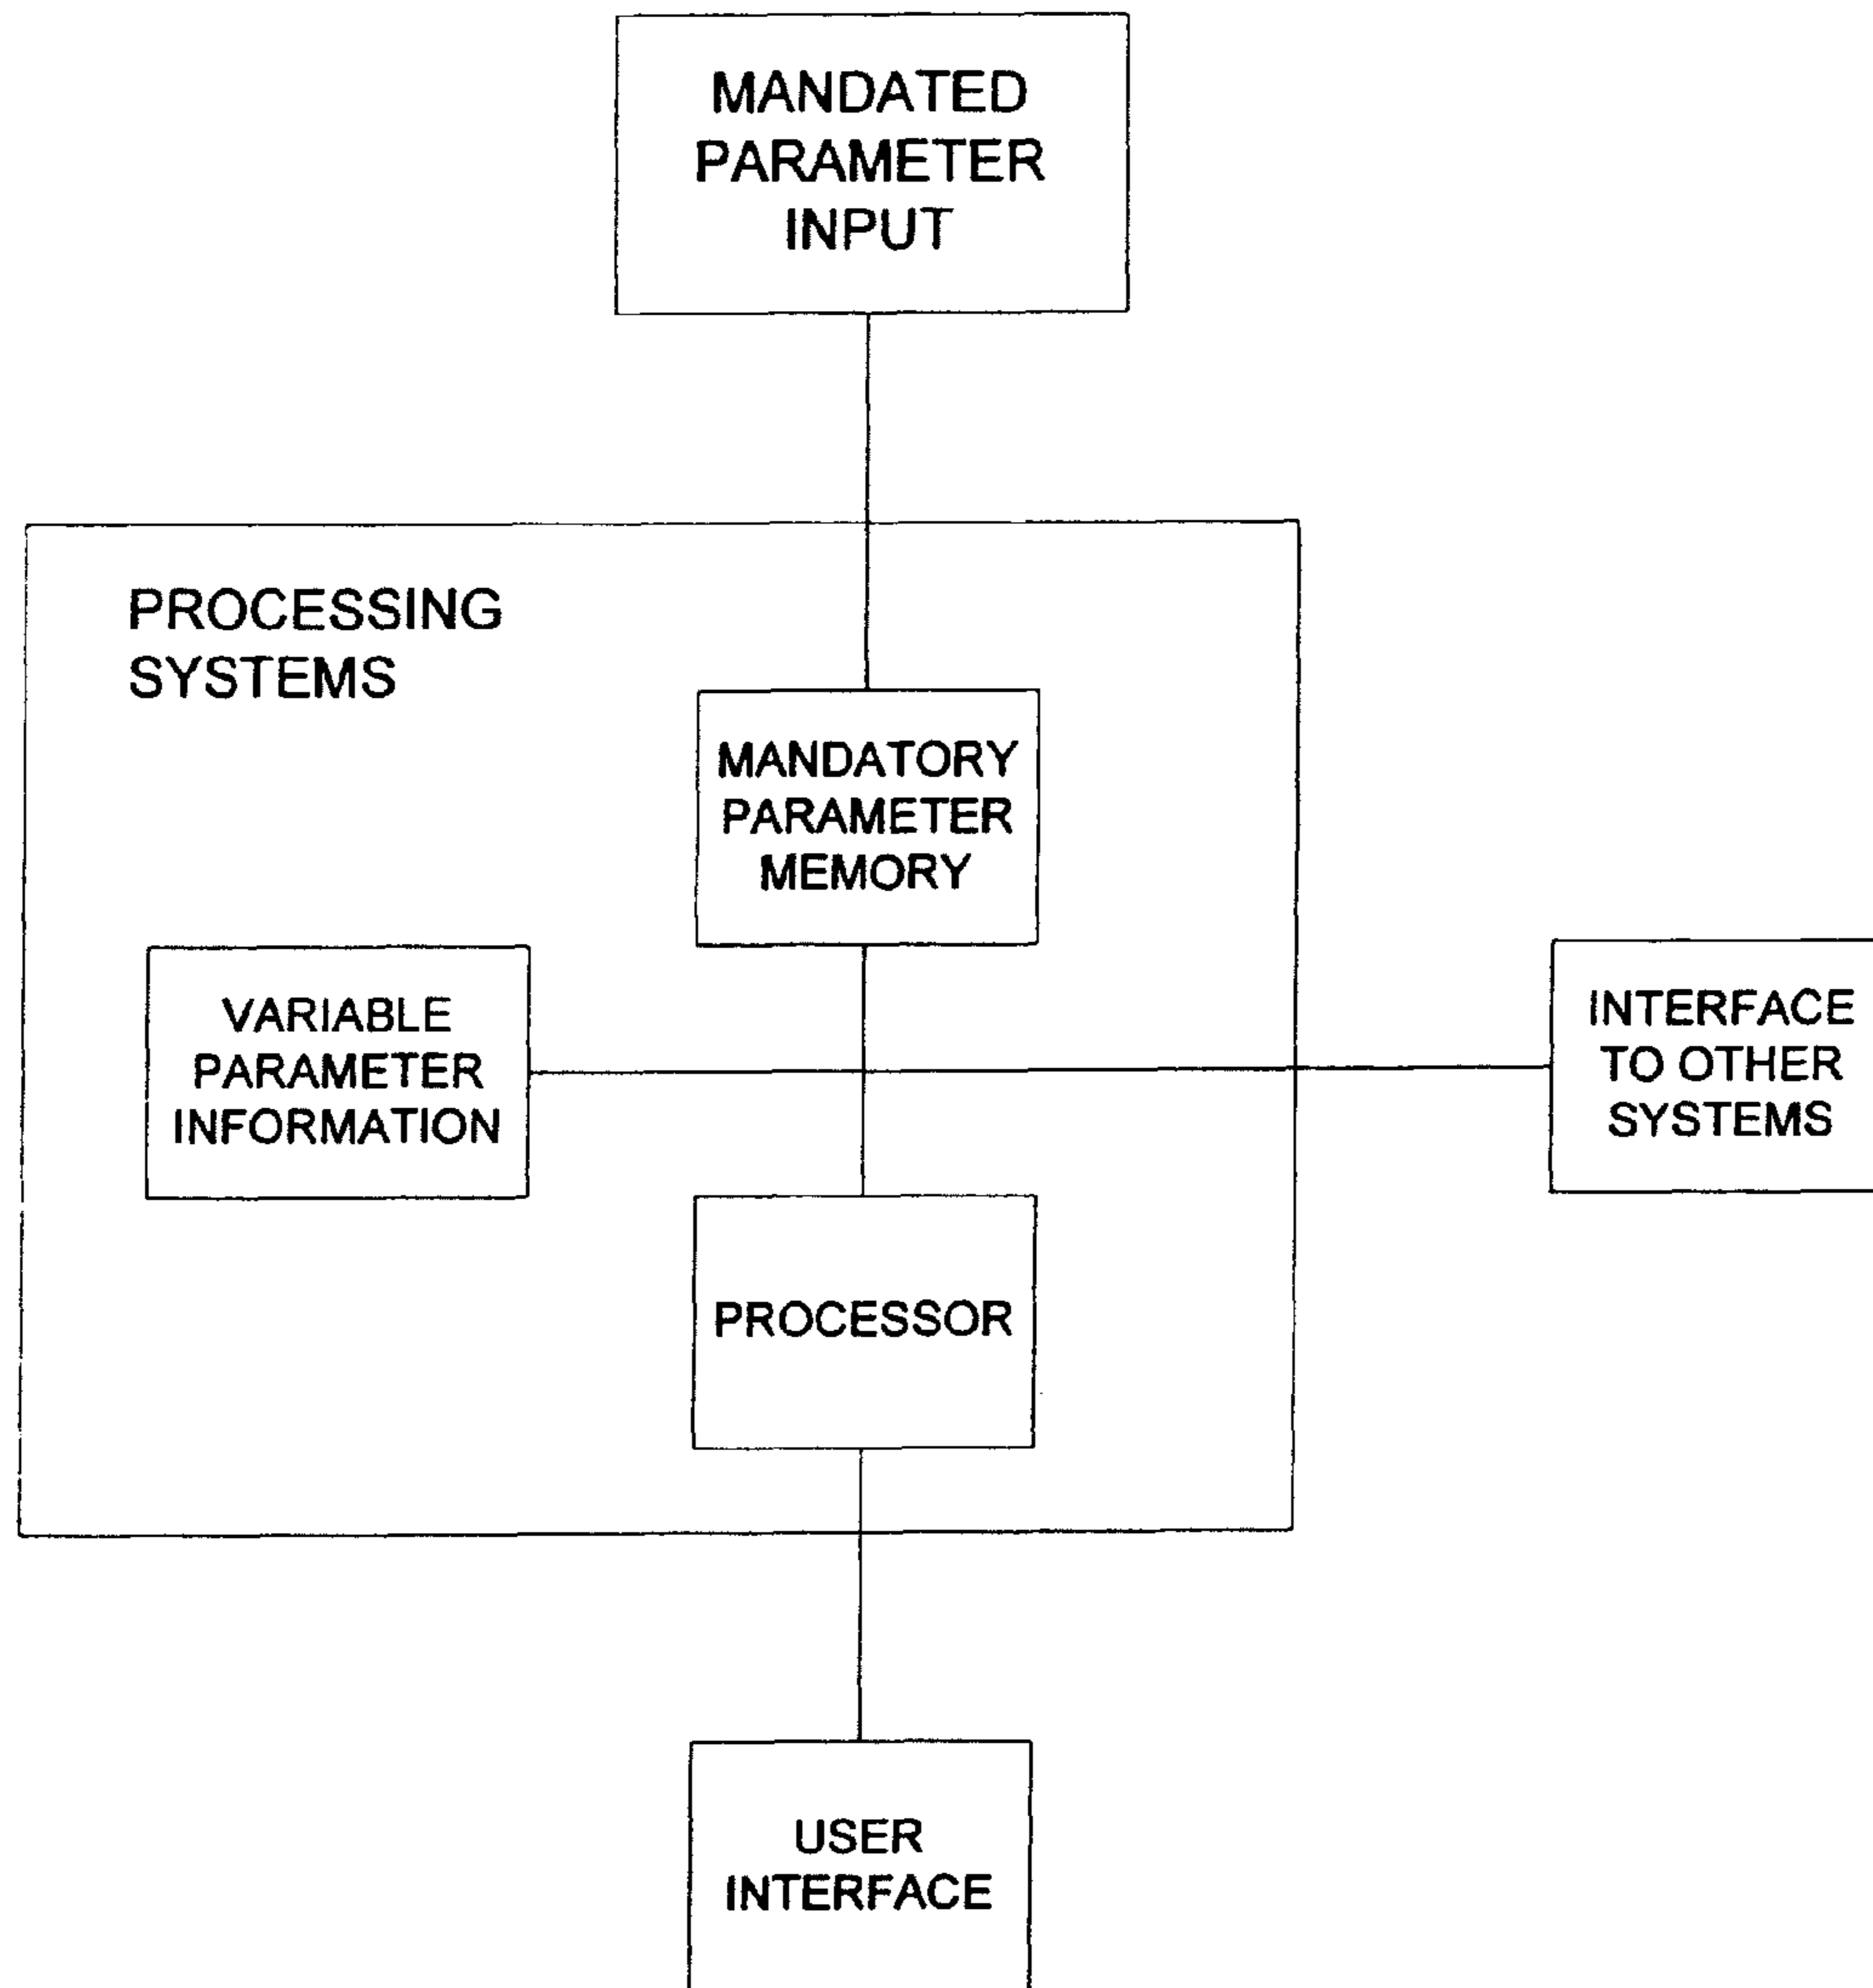 MANDATED
PARAMETER
INPUT
PROCESSING
SYSTEMS
MANDATORY
PARAMETER
MEMORY
VARIABLE
PARAMETER
INFORMATION
INTERFACE
TO OTHER
SYSTEMS
PROCESSOR
USER
INTERFACE